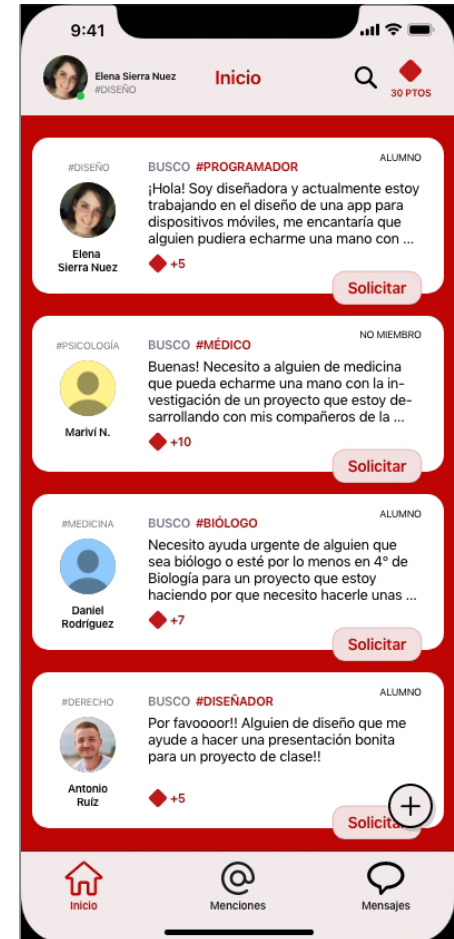 9:41
Elena Sierra Nuez
#DISEÑO
Inicio
30 PTOS
#DISEÑO
Elena
Sierra Nuez
ALUMNO
BUSCO #PROGRAMADOR
¡Hola! Soy diseñadora y actualmente estoy
trabajando en el diseño de una app para
dispositivos móviles, me encantaría que
alguien pudiera echarme una mano con ...
+5
Solicitar
#PSICOLOGÍA
Mariví N.
NO MIEMBRO
BUSCO #MÉDICO
Buenas! Necesito a alguien de medicina
que pueda echarme una mano con la in-
vestigación de un proyecto que estoy de-
sarrollando con mis compañeros de la ...
+10
Solicitar
#MEDICINA
Daniel
Rodríguez
ALUMNO
BUSCO #BIÓLOGO
Necesito ayuda urgente de alguien que
sea biólogo o esté por lo menos en 4º de
Biología para un proyecto que estoy
haciendo por que necesito hacerle unas ...
+7
Solicitar
#DERECHO
Antonio
Ruíz
ALUMNO
BUSCO #DISEÑADOR
Por favoooor!! Alguien de diseño que me
ayude a hacer una presentación bonita
para un proyecto de clase!!
+5
Solicita
+
Inicio
@
Menciones
Mensajes